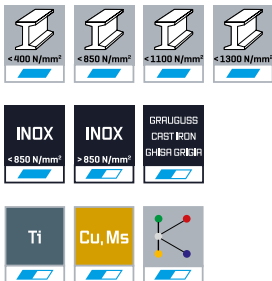 <400 N/mm² <850 N/mm² <1100 N/mm² <1300 N/mm²
INOX INOX GRAUGUSS
CAST IRON
GHISA GRIGIA
<850 N/mm² >850 N/mm²
Ti Cu, Ms